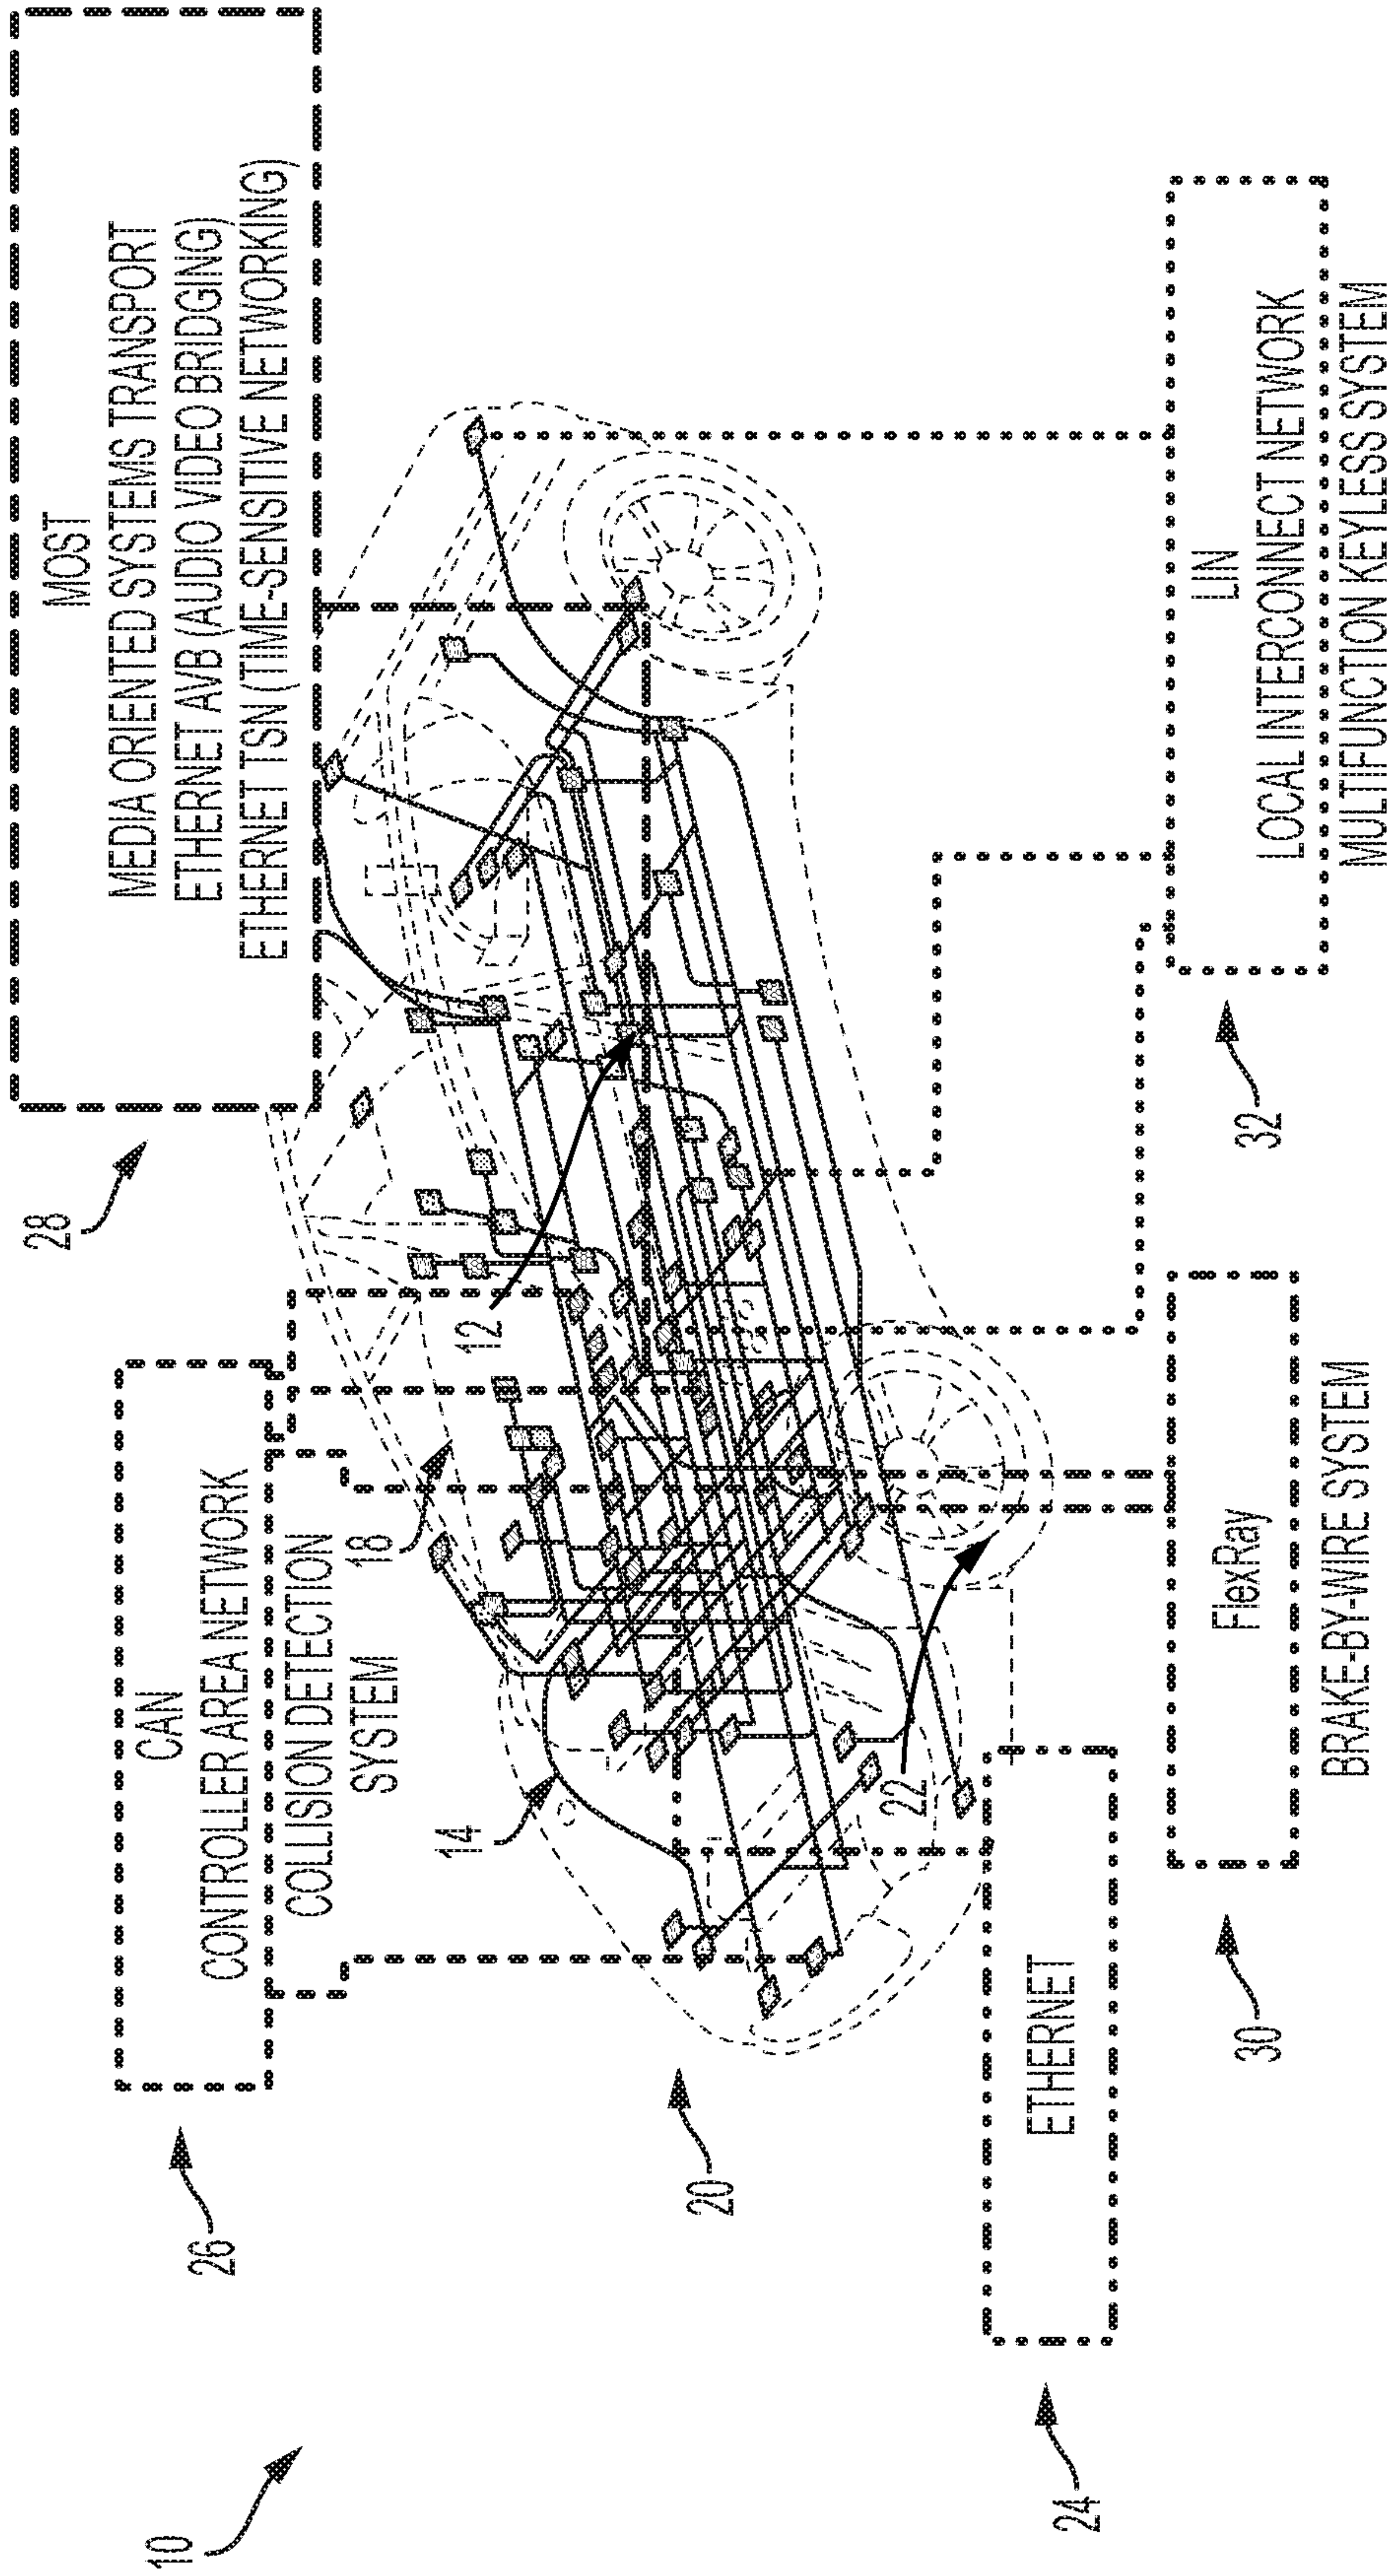 10
26
CAN
CONTROLLER AREA NETWORK
COLLISION DETECTION
SYSTEM
28
MOST
MEDIA ORIENTED SYSTEMS TRANSPORT
ETHERNET AVB (AUDIO VIDEO BRIDGING)
ETHERNET TSN (TIME-SENSITIVE NETWORKING)
18
12
14
20
22
24
ETHERNET
30
FlexRay
BRAKE-BY-WIRE SYSTEM
32
LIN
LOCAL INTERCONNECT NETWORK
MULTIFUNCTION KEYLESS SYSTEM